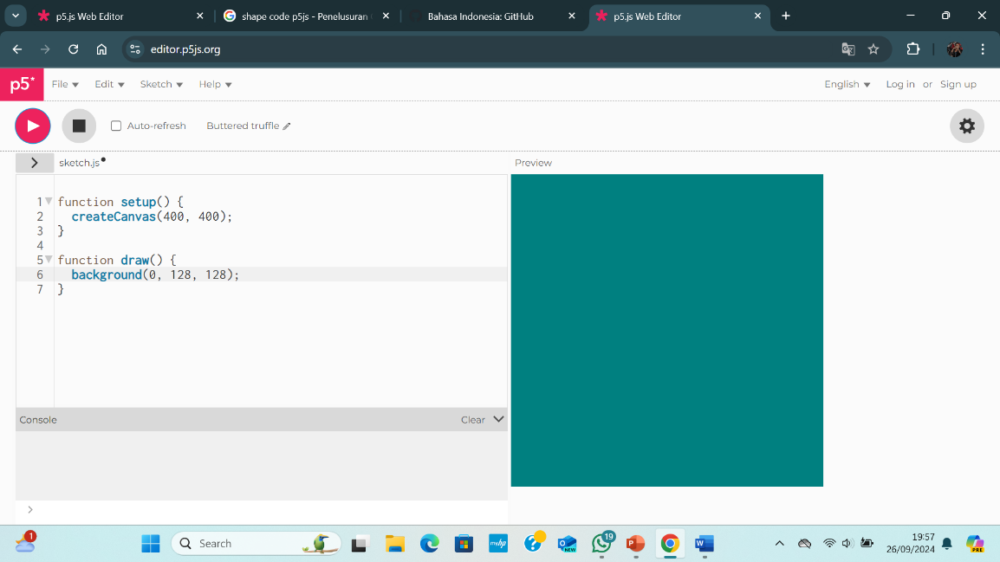 p5.js Web Editor
shape code p5js - Penelusuran
Bahasa Indonesia: GitHub
p5.js Web Editor
editor.p5js.org
p5*
File
Edit
Sketch
Help
English
Log in or Sign up
Auto-refresh
Buttered truffle
> sketch.js
Preview
1 function setup() {
2 createCanvas(400, 400);
3 }
4
5 function draw() {
6 background(0, 128, 128);
7 }
Console
Clear
>
1
Search
myhp
NEW
19
19:57
26/09/2024
PRE